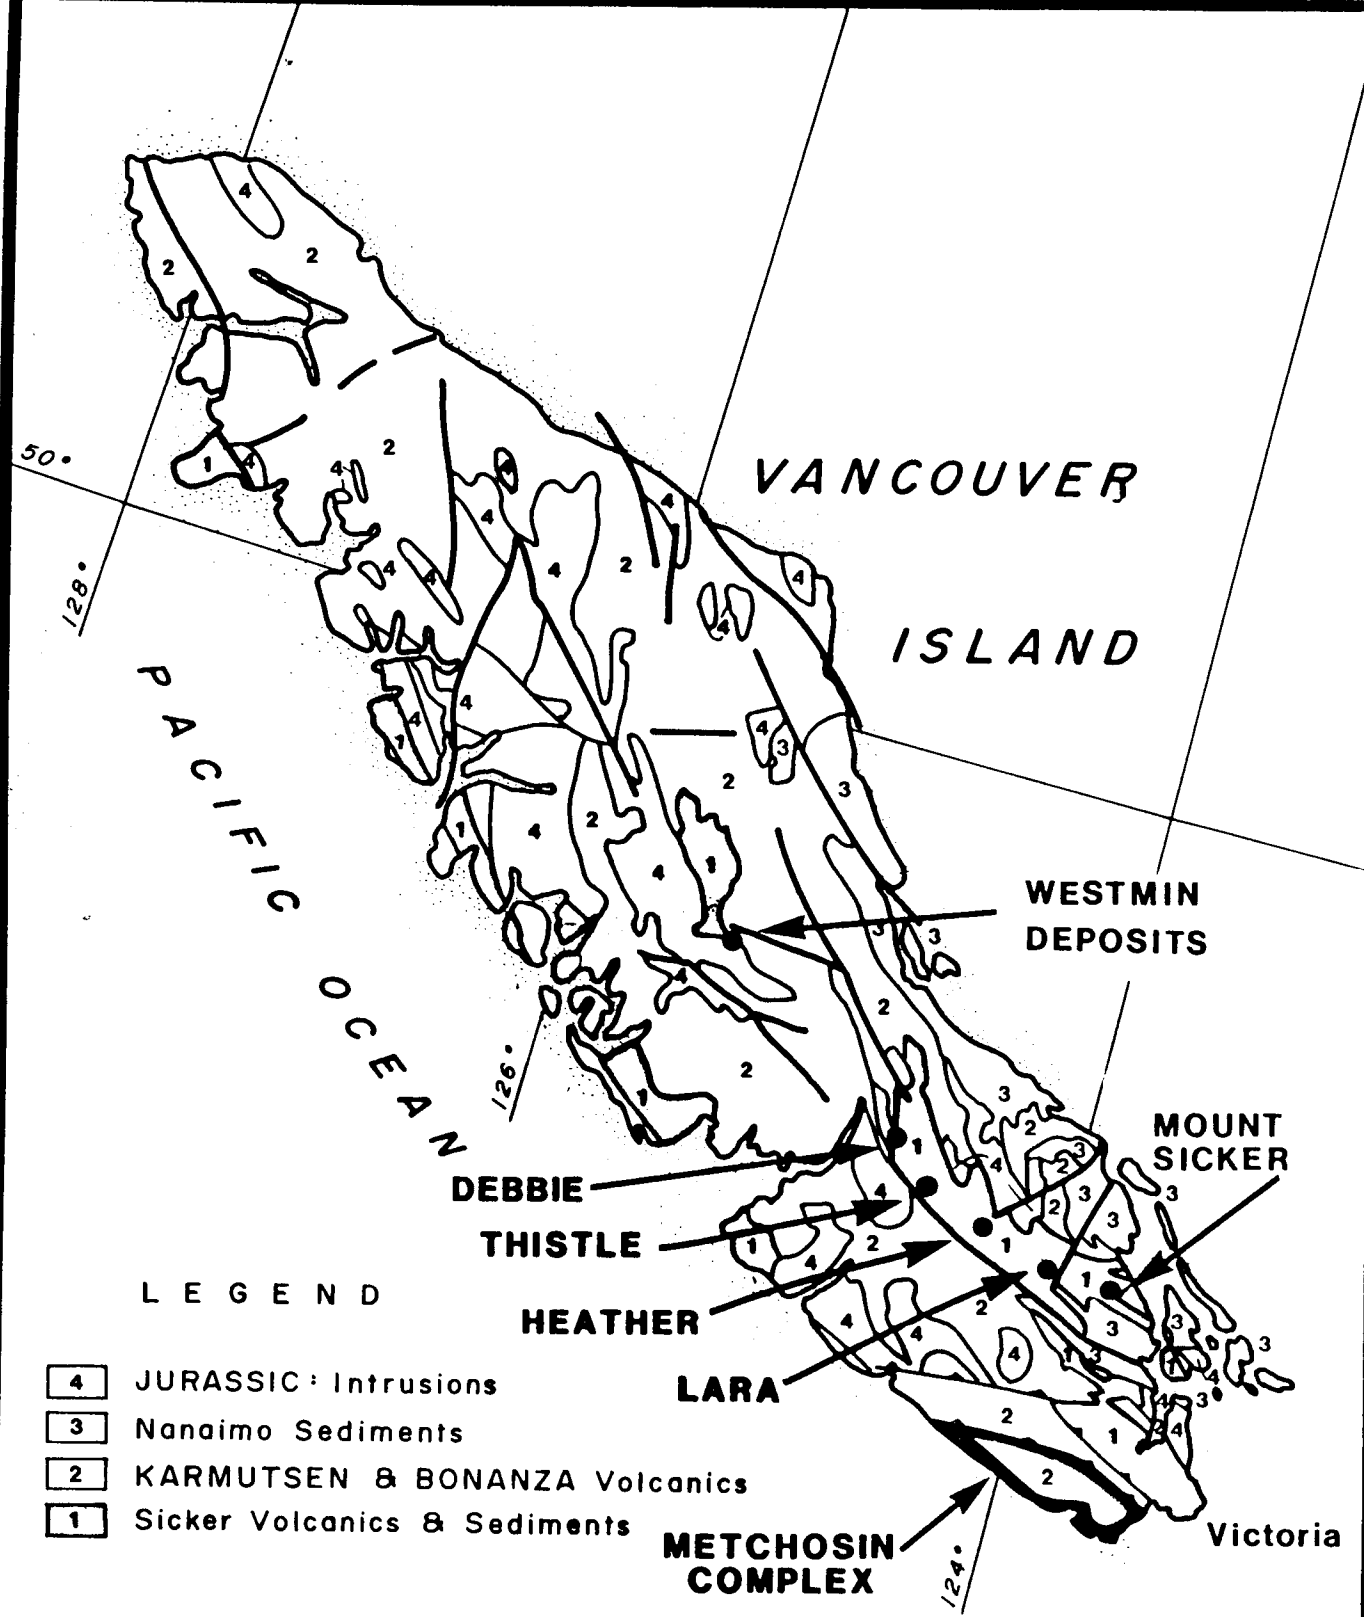 VANCOUVER
ISLAND
50°
128°
126°
124°
PACIFIC OCEAN
WESTMIN
DEPOSITS
MOUNT
SICKER
DEBBIE
THISTLE
HEATHER
LARA
METCHOSIN
COMPLEX
Victoria
LEGEND
4 JURASSIC: Intrusions
3 Nanaimo Sediments
2 KARMUTSEN & BONANZA Volcanics
1 Sicker Volcanics & Sediments